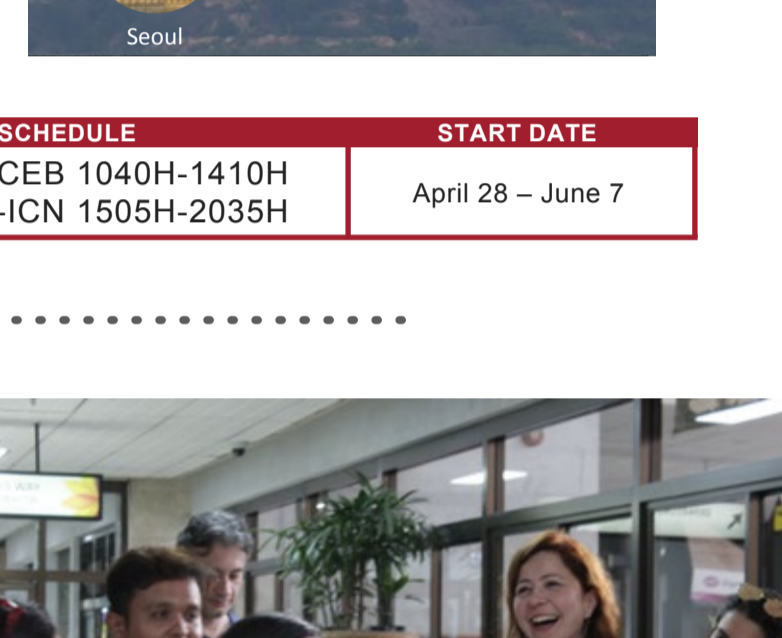 Seoul
SCHEDULE
START DATE
CEB 1040H-1410H
-ICN 1505H-2035H
April 28 – June 7